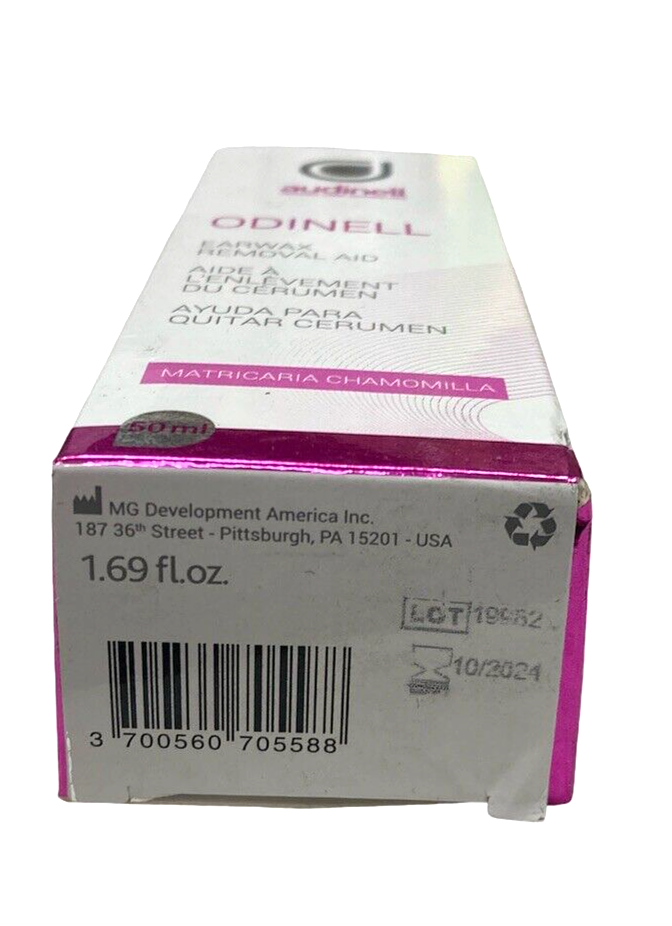 audinell
ODINELL
EARWAX
REMOVAL AID
AIDE À
L'ENLÈVEMENT
DU CÉRUMEN
AYUDA PARA
QUITAR CERUMEN
MATRICARIA CHAMOMILLA
50 ml
MG Development America Inc.
187 36th Street - Pittsburgh, PA 15201 - USA
1.69 fl.oz.
LOT 19982
10/2024
3 700560 705588